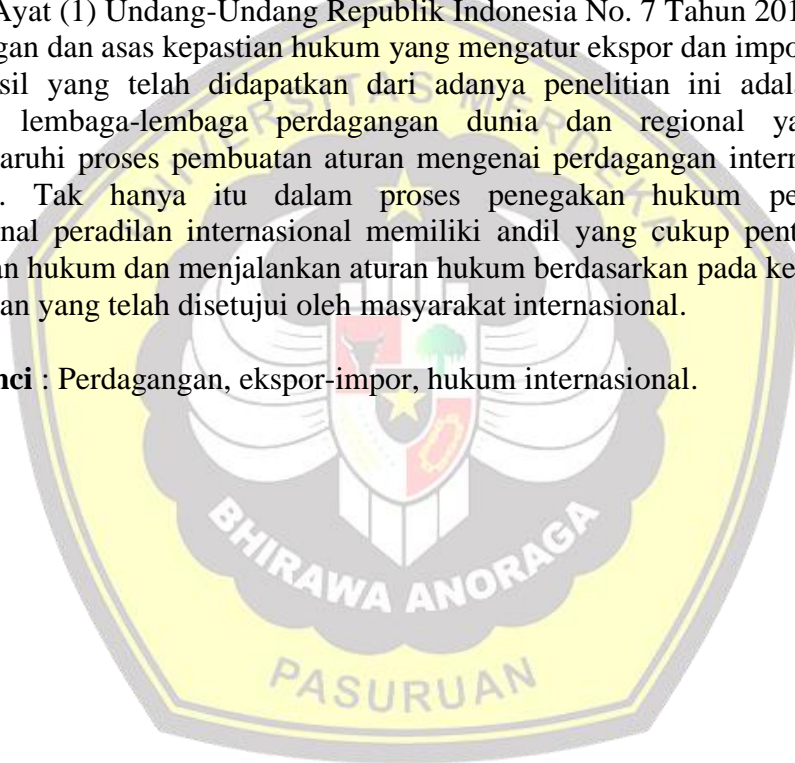 Ayat (1) Undang-Undang Republik Indonesia No. 7 Tahun 201
gan dan asas kepastian hukum yang mengatur ekspor dan impo
sil yang telah didapatkan dari adanya penelitian ini adala
lembaga-lembaga perdagangan dunia dan regional ya
aruhi proses pembuatan aturan mengenai perdagangan intern
. Tak hanya itu dalam proses penegakan hukum pe
nal peradilan internasional memiliki andil yang cukup pent
an hukum dan menjalankan aturan hukum berdasarkan pada ke
an yang telah disetujui oleh masyarakat internasional.
nci : Perdagangan, ekspor-impor, hukum internasional.
UNIVERSITAS MERDEKA
BHIRAWA ANORAGA
PASURUAN